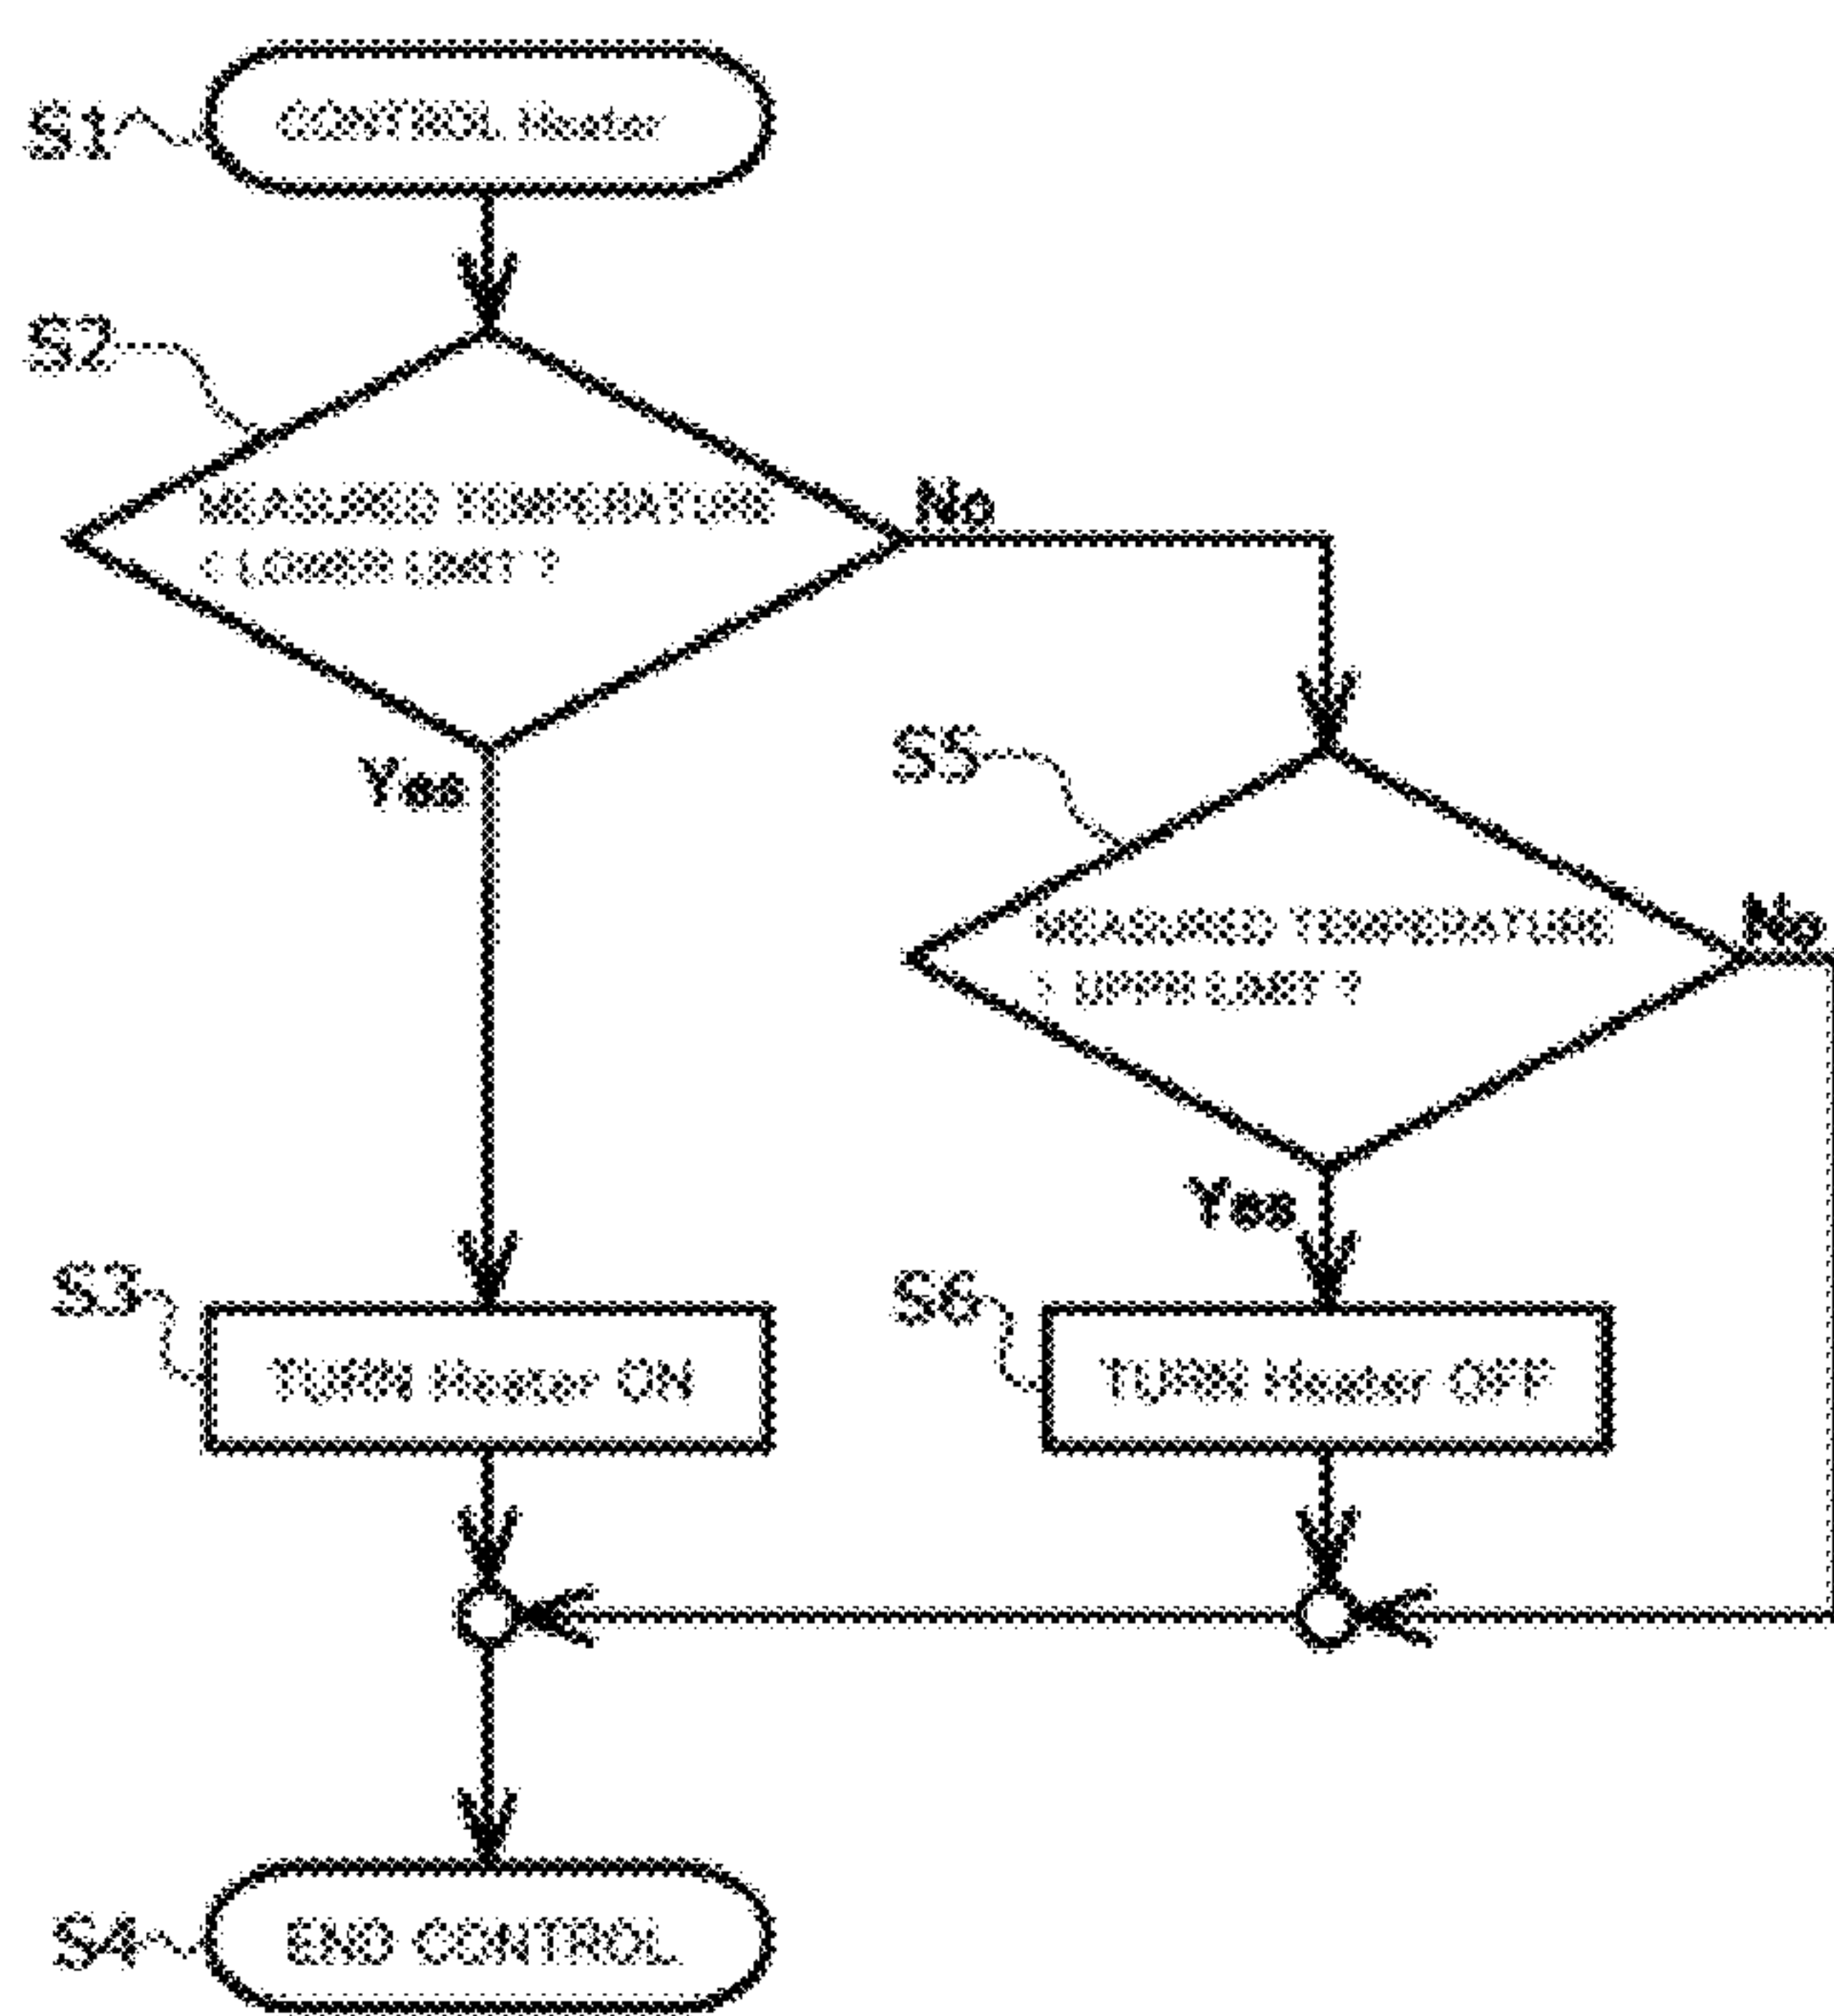 S1
CONTROL Heater
S2
MEASURED TEMPERATURE
< LOWER LIMIT ?
No
Yes
S5
MEASURED TEMPERATURE
> UPPR LIMIT ?
No
Yes
S3
TURN Heater ON
S6
TURN Heater OFF
S4
END CONTROL